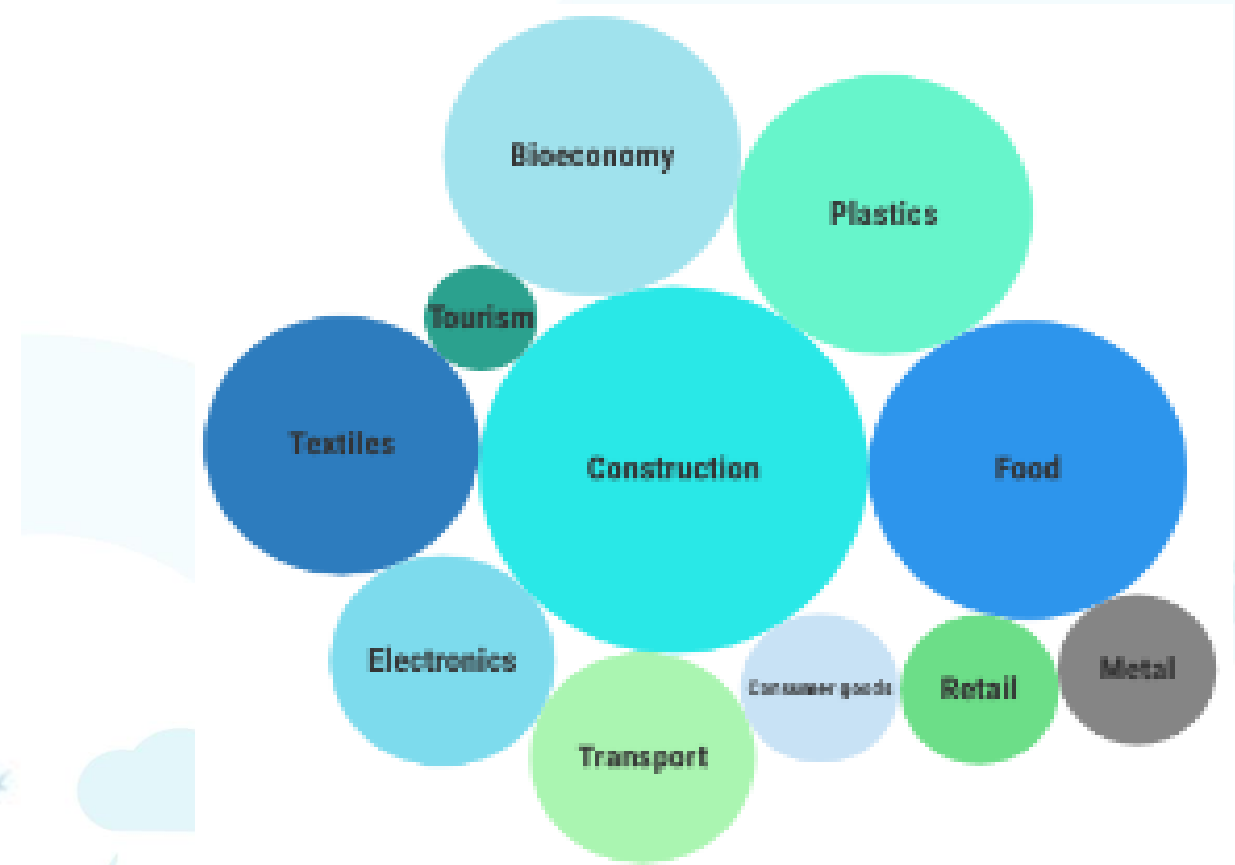 Bioeconomy
Plastics
Tourism
Textiles
Construction
Food
Electronics
Metal
Consumer goods
Retail
Transport